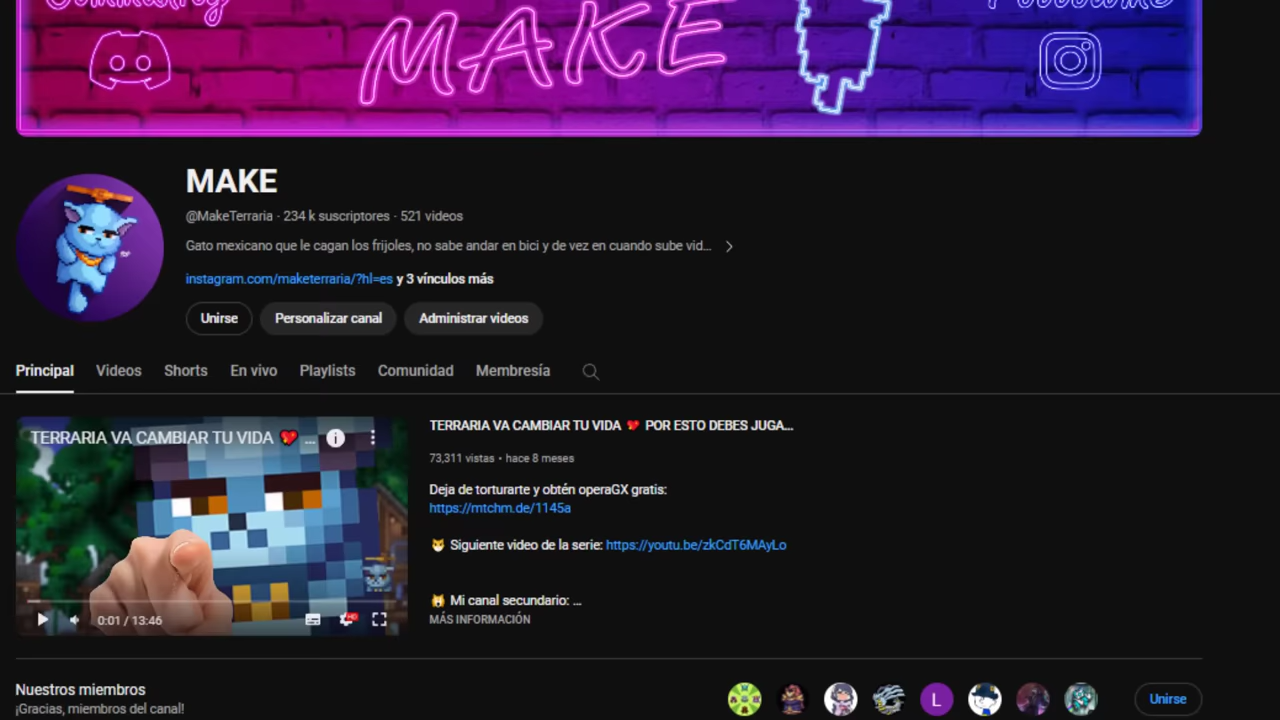 MAKE
MAKE
@MakeTerraria · 234 k suscriptores · 521 videos
Gato mexicano que le cagan los frijoles, no sabe andar en bici y de vez en cuando sube vid...
instagram.com/maketerraria/?hl=es y 3 vínculos más
Unirse
Personalizar canal
Administrar videos
Principal
Videos
Shorts
En vivo
Playlists
Comunidad
Membresía
TERRARIA VA CAMBIAR TU VIDA 💖 ...
0:01 / 13:46
TERRARIA VA CAMBIAR TU VIDA 💖 POR ESTO DEBES JUGA...
73,311 vistas • hace 8 meses
Deja de torturarte y obtén operaGX gratis:
https://mtchm.de/1145a
😺 Siguiente video de la serie: https://youtu.be/zkCdT6MAyLo
🙀 Mi canal secundario: ...
MÁS INFORMACIÓN
Nuestros miembros
¡Gracias, miembros del canal!
L
Unirse